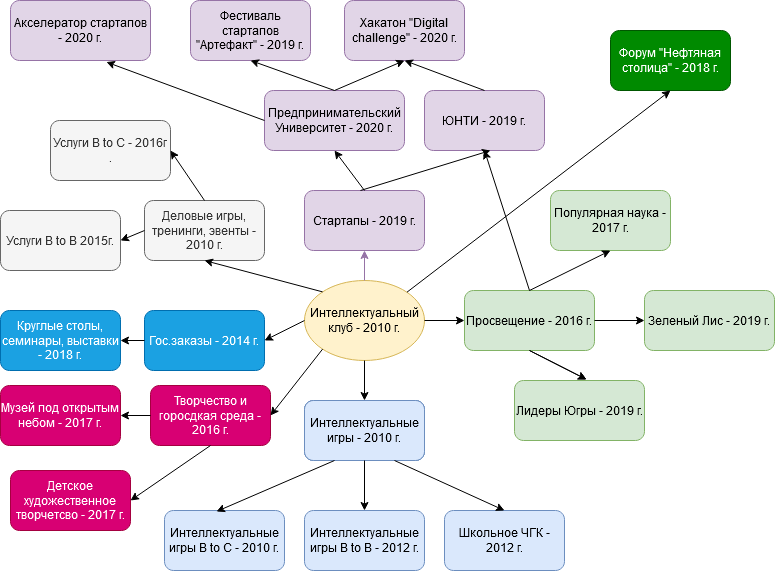 Акселератор стартапов
- 2020 г.
Фестиваль
стартапов
"Артефакт" - 2019 г.
Хакатон "Digital
challenge" - 2020 г.
Форум "Нефтяная
столица" - 2018 г.
Предпринимательский
Университет - 2020 г.
ЮНТИ - 2019 г.
Услуги B to C - 2016г
.
Деловые игры,
тренинги, эвенты -
2010 г.
Услуги B to B 2015г.
Стартапы - 2019 г.
Популярная наука -
2017 г.
Интеллектуальный
клуб - 2010 г.
Просвещение - 2016 г.
Зеленый Лис - 2019 г.
Круглые столы,
семинары, выставки
- 2018 г.
Гос.заказы - 2014 г.
Музей под открытым
небом - 2017 г.
Творчество и
горосдкая среда -
2016 г.
Интеллектуальные
игры - 2010 г.
Лидеры Югры - 2019 г.
Детское
художественное
творчетсво - 2017 г.
Интеллектуальные
игры B to C - 2010 г.
Интеллектуальные
игры B to B - 2012 г.
Школьное ЧГК -
2012 г.